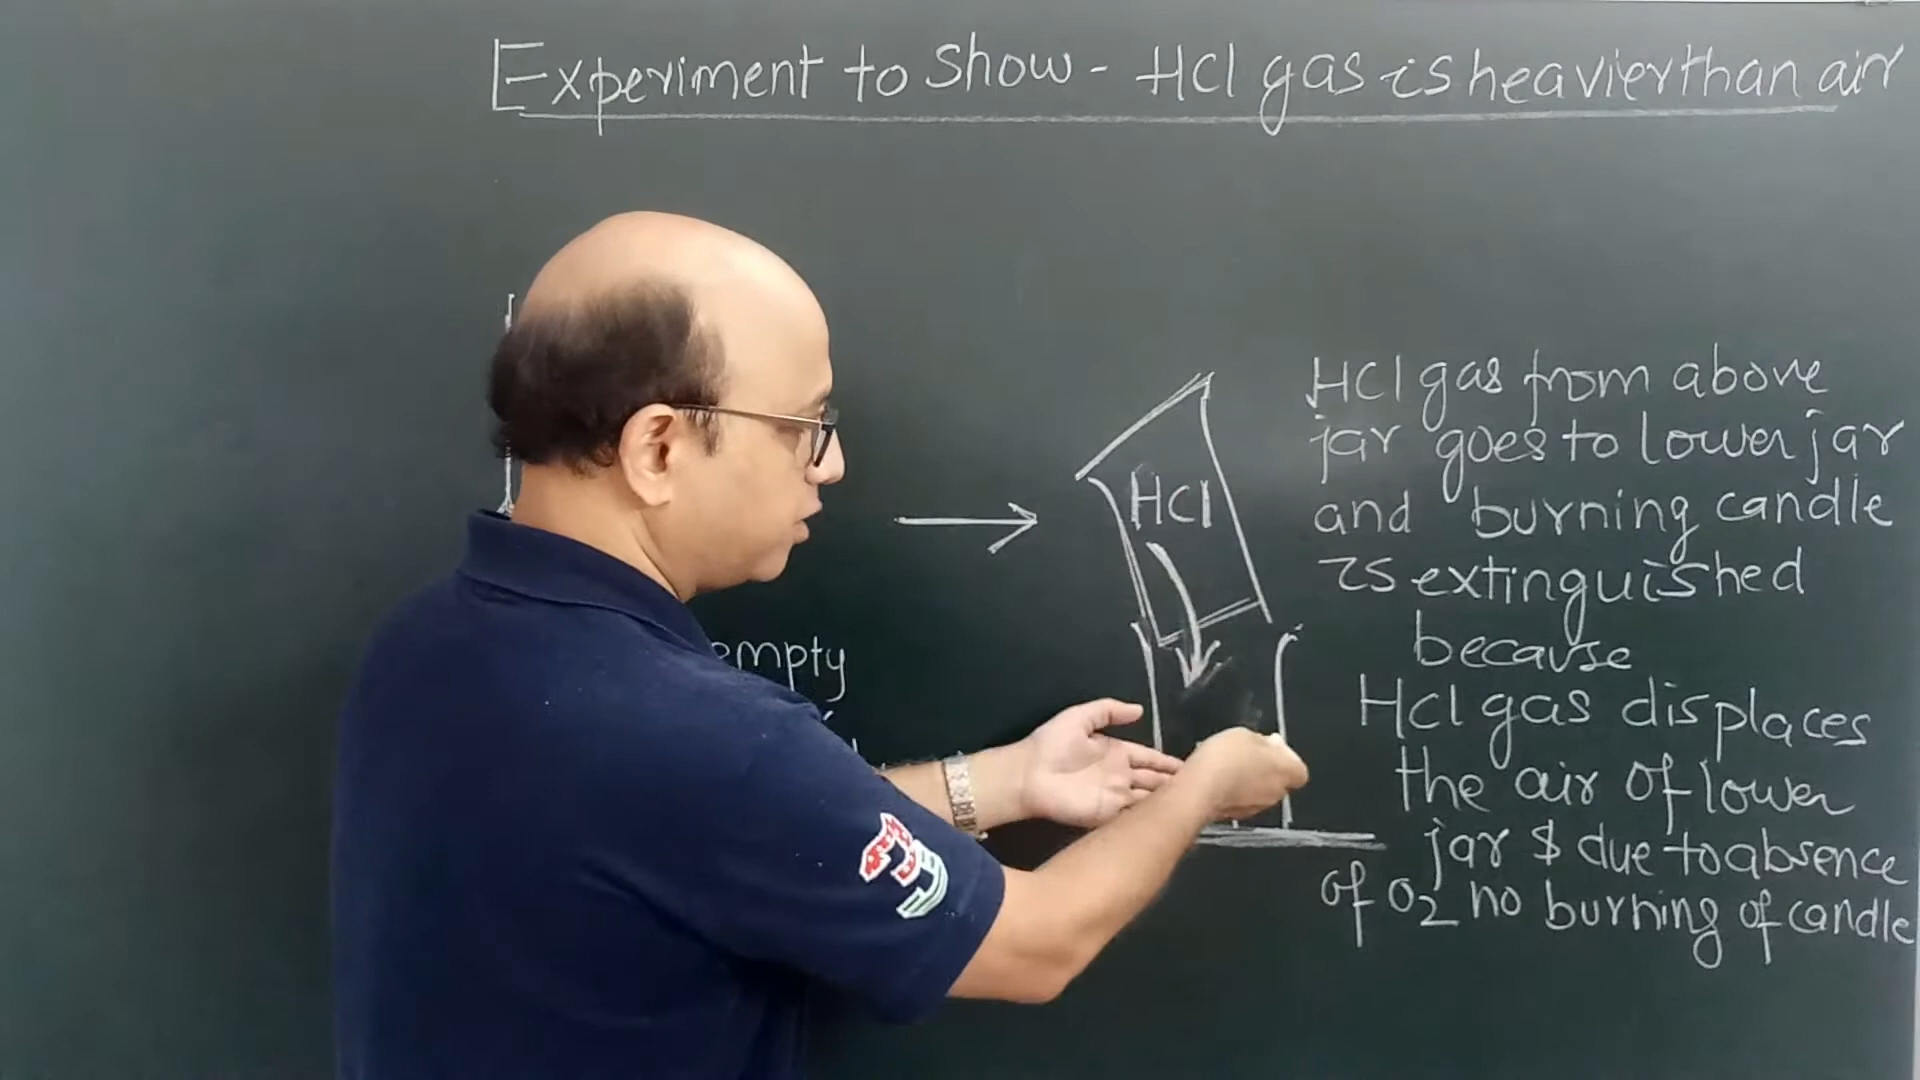 Experiment to show - HCl gas is heavier than air
HCl gas from above
jar goes to lower jar
and burning candle
is extinguished
because
HCl gas displaces
the air of lower
jar & due to absence
of O2 no burning of candle
HCl
empty